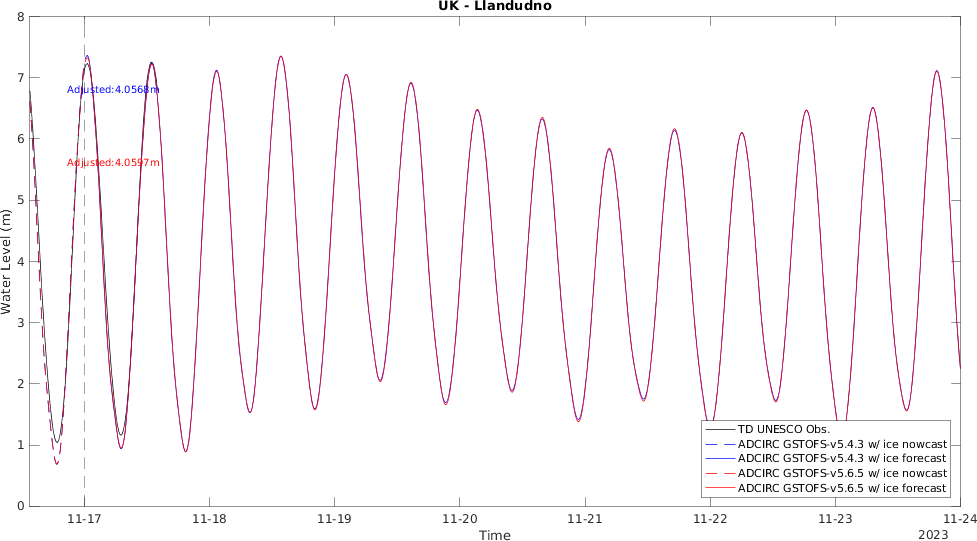 UK - Llandudno
8
7
6
5
4
3
2
1
0
Water Level (m)
Adjusted:4.0568m
Adjusted:4.0597m
TD UNESCO Obs.
ADCIRC GSTOFS-v5.4.3 w/ ice nowcast
ADCIRC GSTOFS-v5.4.3 w/ ice forecast
ADCIRC GSTOFS-v5.6.5 w/ ice nowcast
ADCIRC GSTOFS-v5.6.5 w/ ice forecast
11-17 11-18 11-19 11-20 11-21 11-22 11-23 11-24
Time
2023